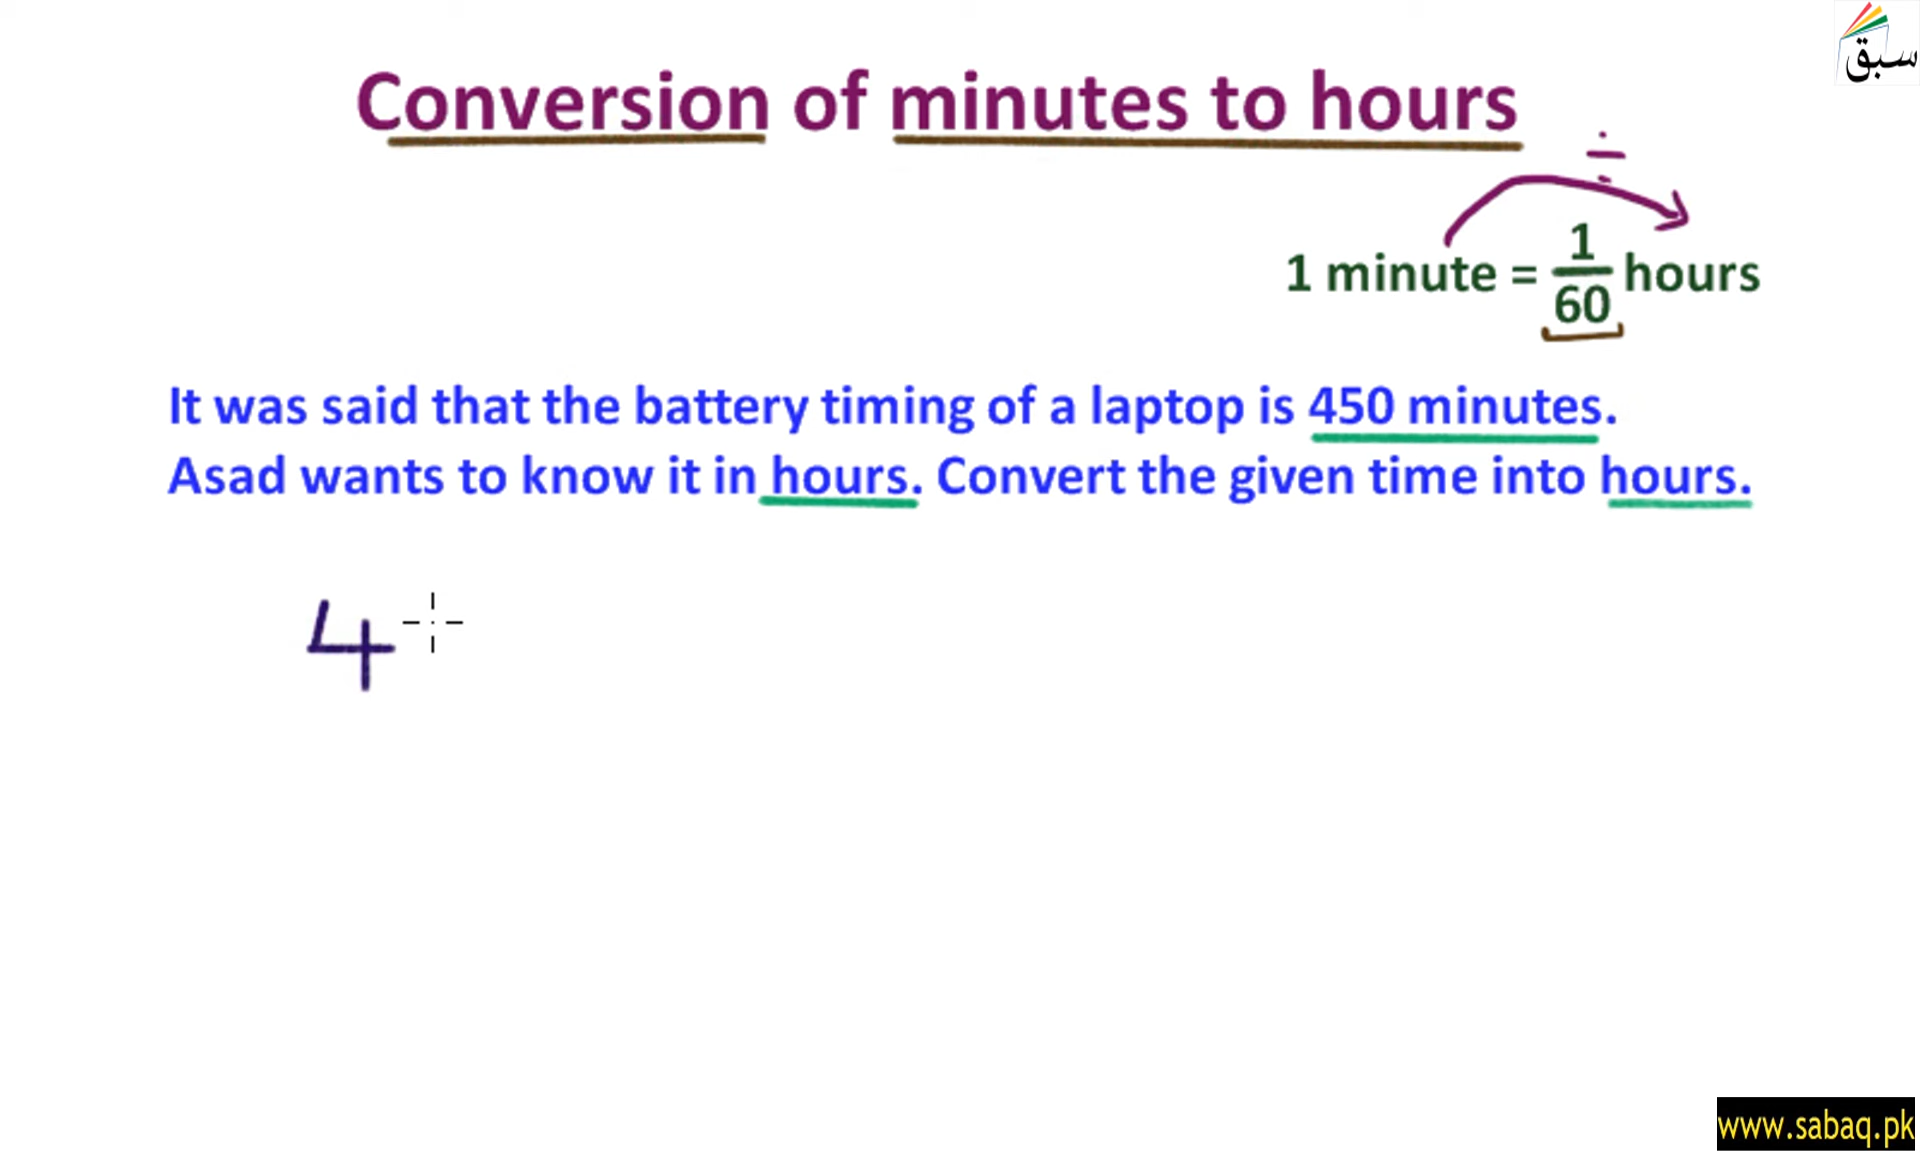 سبق
Conversion of minutes to hours
÷
1 minute = 1/60 hours
It was said that the battery timing of a laptop is 450 minutes.
Asad wants to know it in hours. Convert the given time into hours.
4
www.sabaq.pk